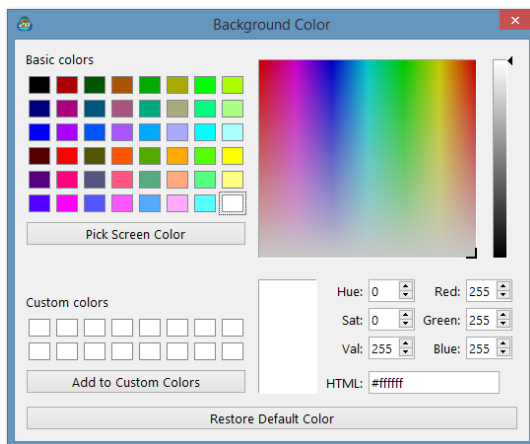 Background Color
Basic colors
Pick Screen Color
Custom colors
Add to Custom Colors
Hue: 0 Red: 255
Sat: 0 Green: 255
Val: 255 Blue: 255
HTML: #ffffff
Restore Default Color